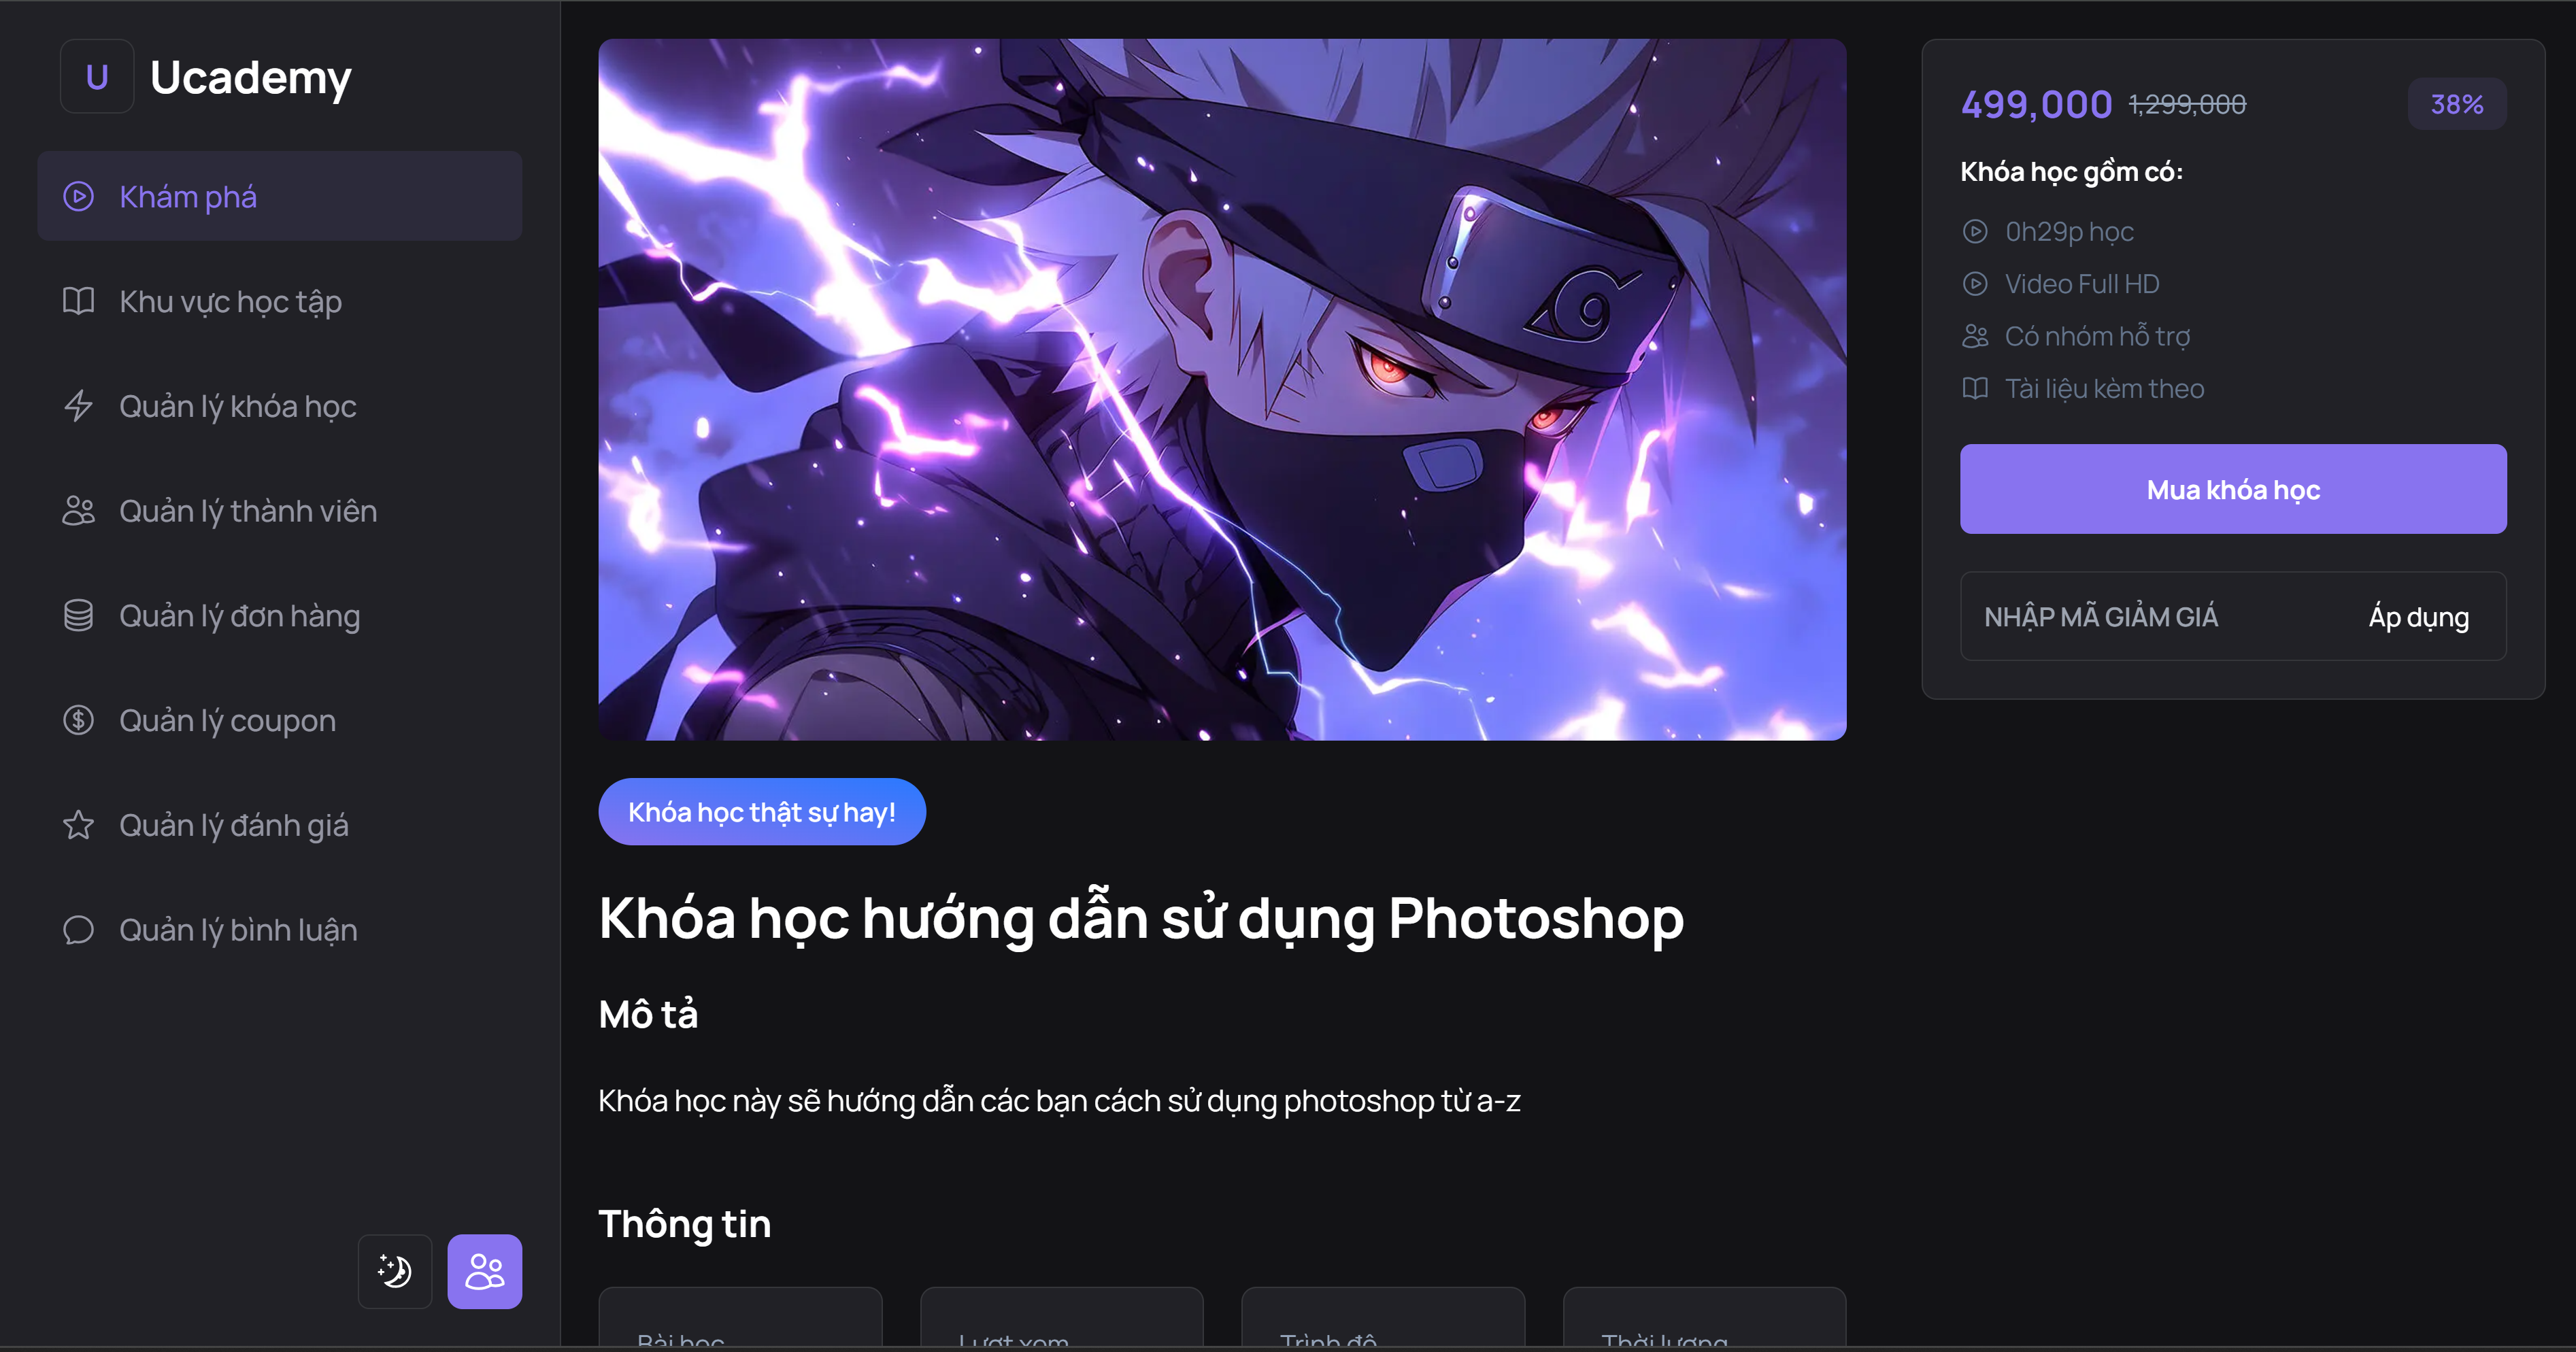 U
Ucademy
Khám phá
Khu vực học tập
Quản lý khóa học
Quản lý thành viên
Quản lý đơn hàng
Quản lý coupon
Quản lý đánh giá
Quản lý bình luận
Khóa học thật sự hay!
Khóa học hướng dẫn sử dụng Photoshop
Mô tả
Khóa học này sẽ hướng dẫn các bạn cách sử dụng photoshop từ a-z
Thông tin
Bài học
Lượt xem
Trình độ
Thời lượng
499,000 1,299,000 38%
Khóa học gồm có:
0h29p học
Video Full HD
Có nhóm hỗ trợ
Tài liệu kèm theo
Mua khóa học
NHẬP MÃ GIẢM GIÁ Áp dụng